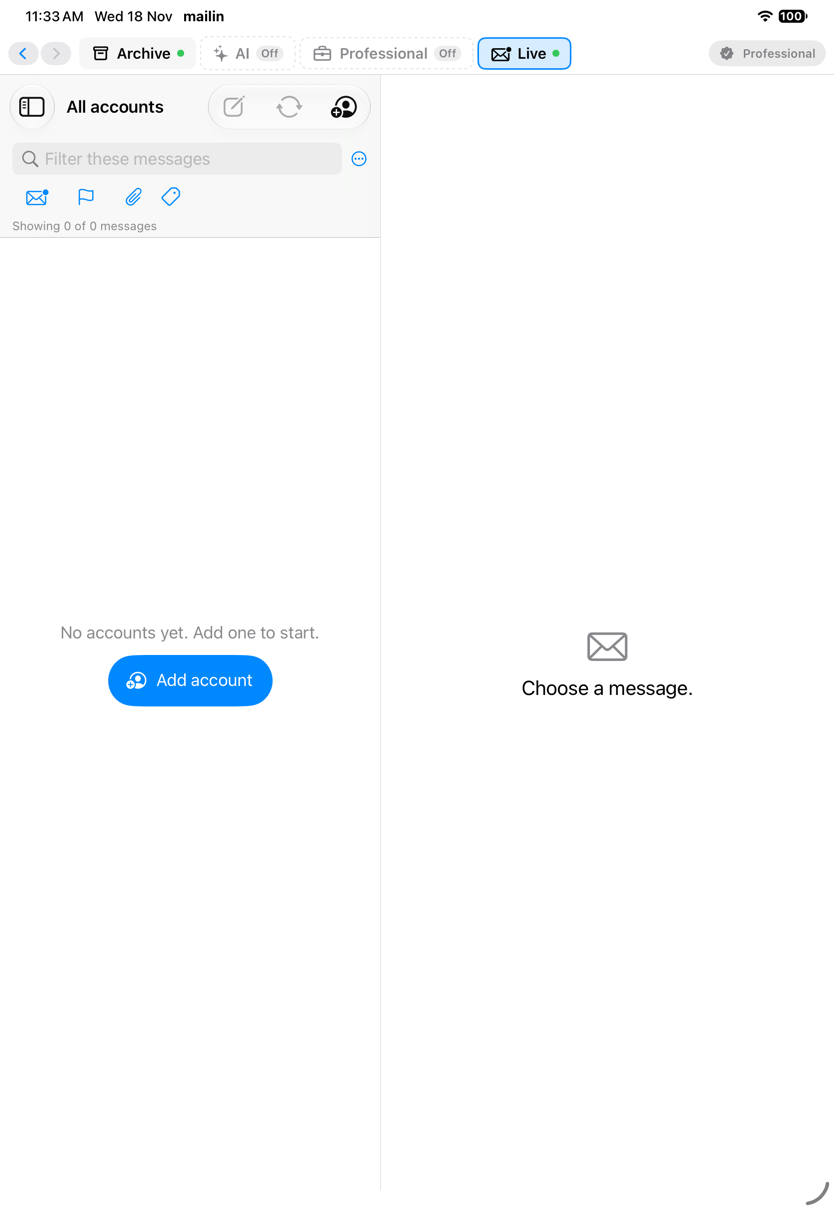 11:33 AM Wed 18 Nov mailin 100
Archive AI Off Professional Off Live Professional
All accounts
Filter these messages
Showing 0 of 0 messages
No accounts yet. Add one to start.
Add account
Choose a message.